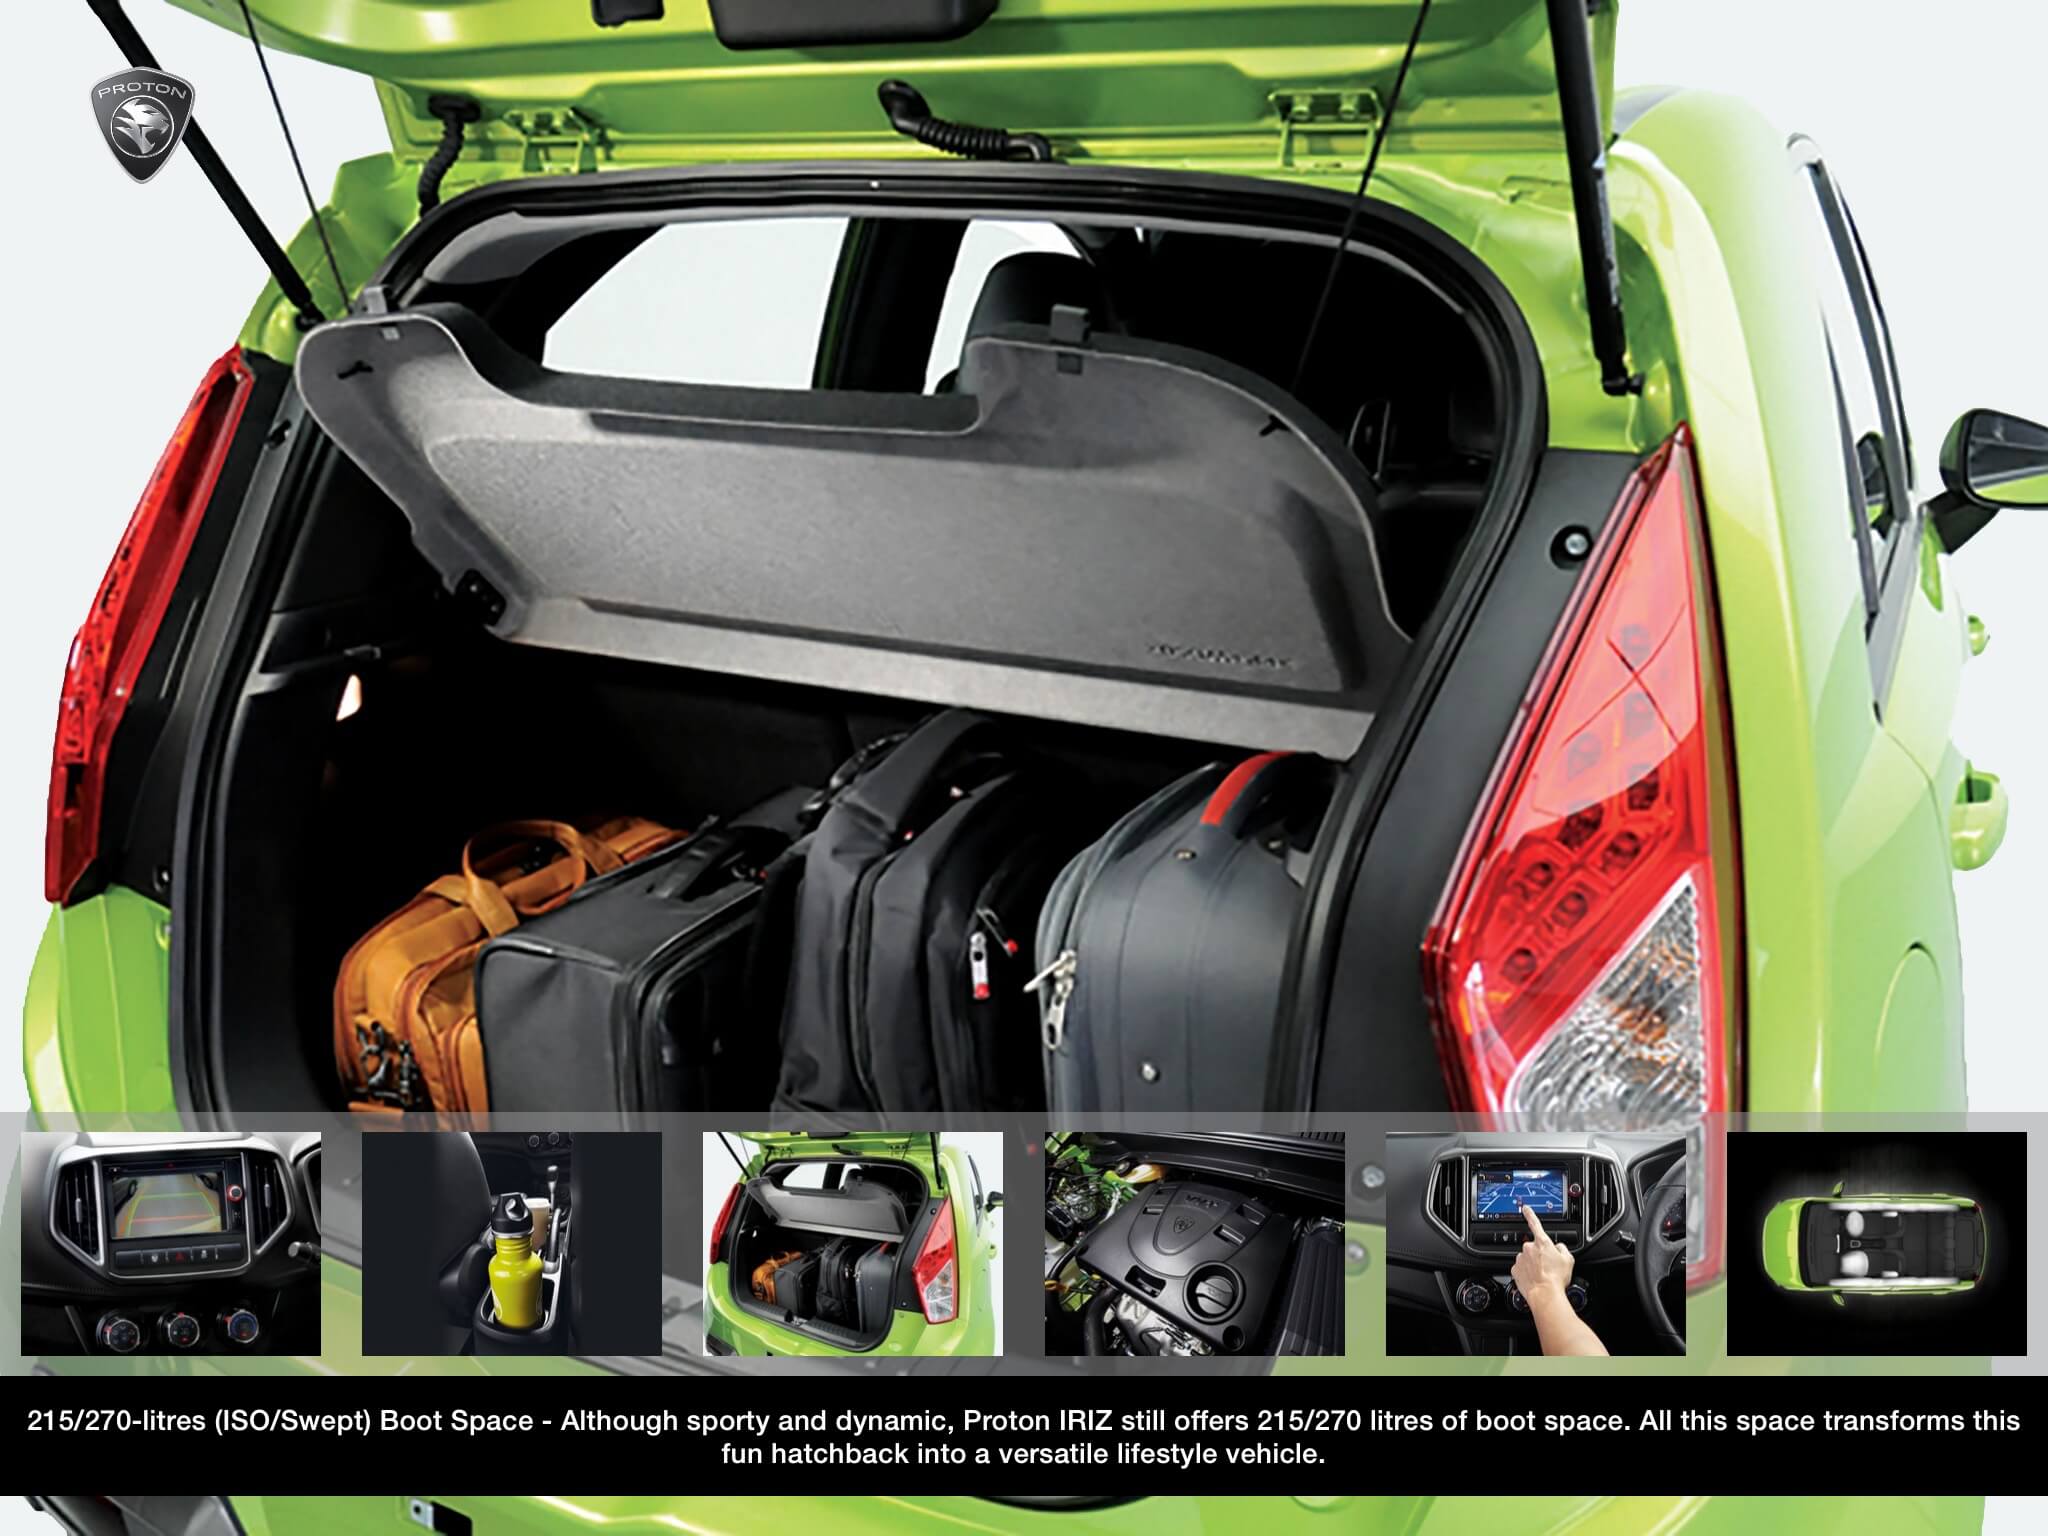 PROTON
215/270-litres (ISO/Swept) Boot Space - Although sporty and dynamic, Proton IRIZ still offers 215/270 litres of boot space. All this space transforms this
fun hatchback into a versatile lifestyle vehicle.